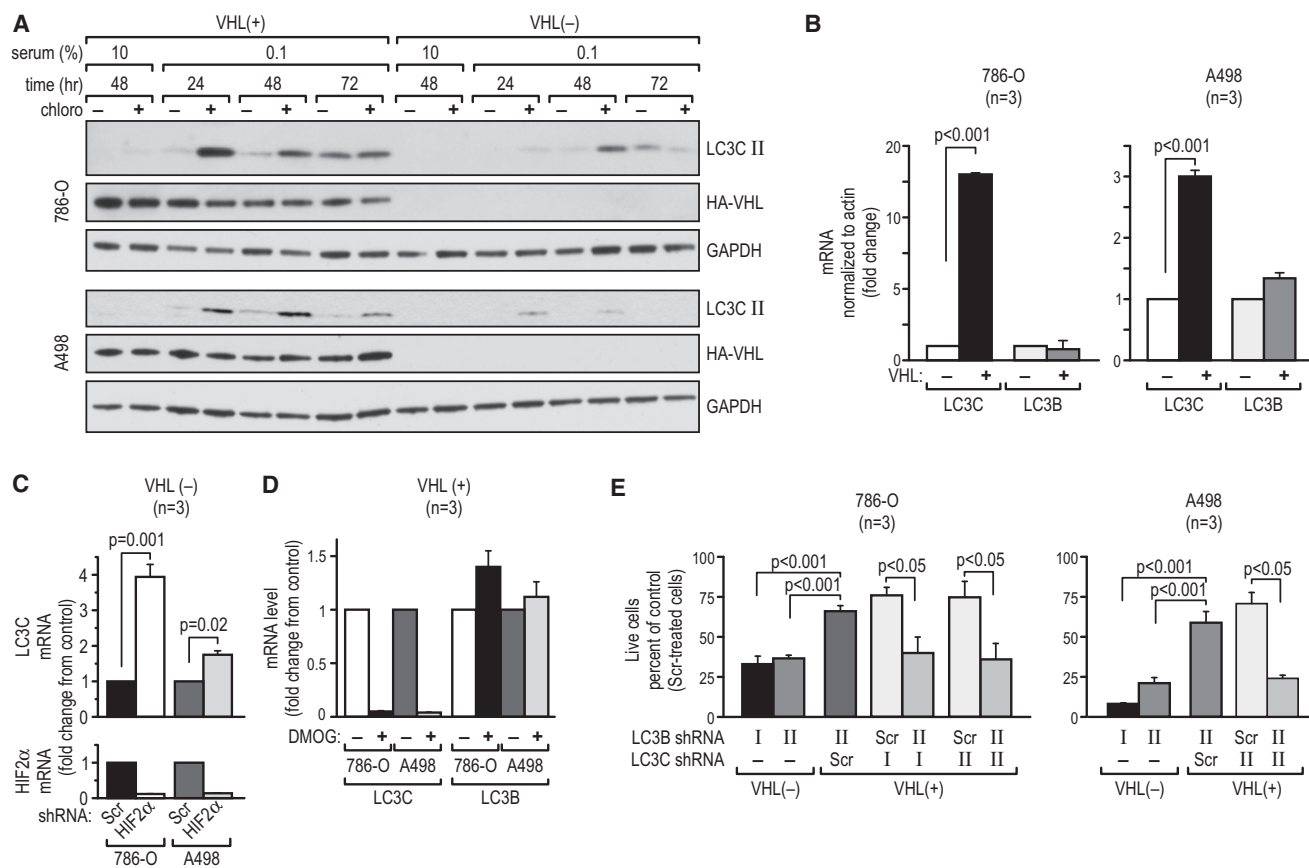 A
VHL(+) VHL(–)
serum (%) 10 0.1 10 0.1
time (hr) 48 24 48 72 48 24 48 72
chloro – + – + – + – + – + – + – + – +
786-O
LC3C II
HA-VHL
GAPDH
A498
LC3C II
HA-VHL
GAPDH
B
786-O
(n=3)
A498
(n=3)
mRNA
normalized to actin
(fold change)
20
15
10
5
0
p<0.001
3
2
1
0
p<0.001
VHL: – + – + – + – +
LC3C LC3B LC3C LC3B
C
VHL (–)
(n=3)
LC3C
mRNA
HIF2α
mRNA
(fold change from control)
4
2
1
0
p=0.001
p=0.02
1
0
shRNA: Scr HIF2α Scr HIF2α
786-O A498
D
VHL (+)
(n=3)
mRNA level
(fold change from control)
1.5
1
0.5
0
DMOG: – + – + – + – +
786-O A498 786-O A498
LC3C LC3B
E
786-O
(n=3)
A498
(n=3)
Live cells
percent of control
(Scr-treated cells)
100
75
50
25
0
p<0.001
p<0.001
p<0.05
p<0.05
100
75
50
25
0
p<0.001
p<0.001
p<0.05
LC3B shRNA I II II Scr II Scr II I II II Scr II
LC3C shRNA – – Scr I I II II – – Scr II II
VHL(–) VHL(+) VHL(–) VHL(+)